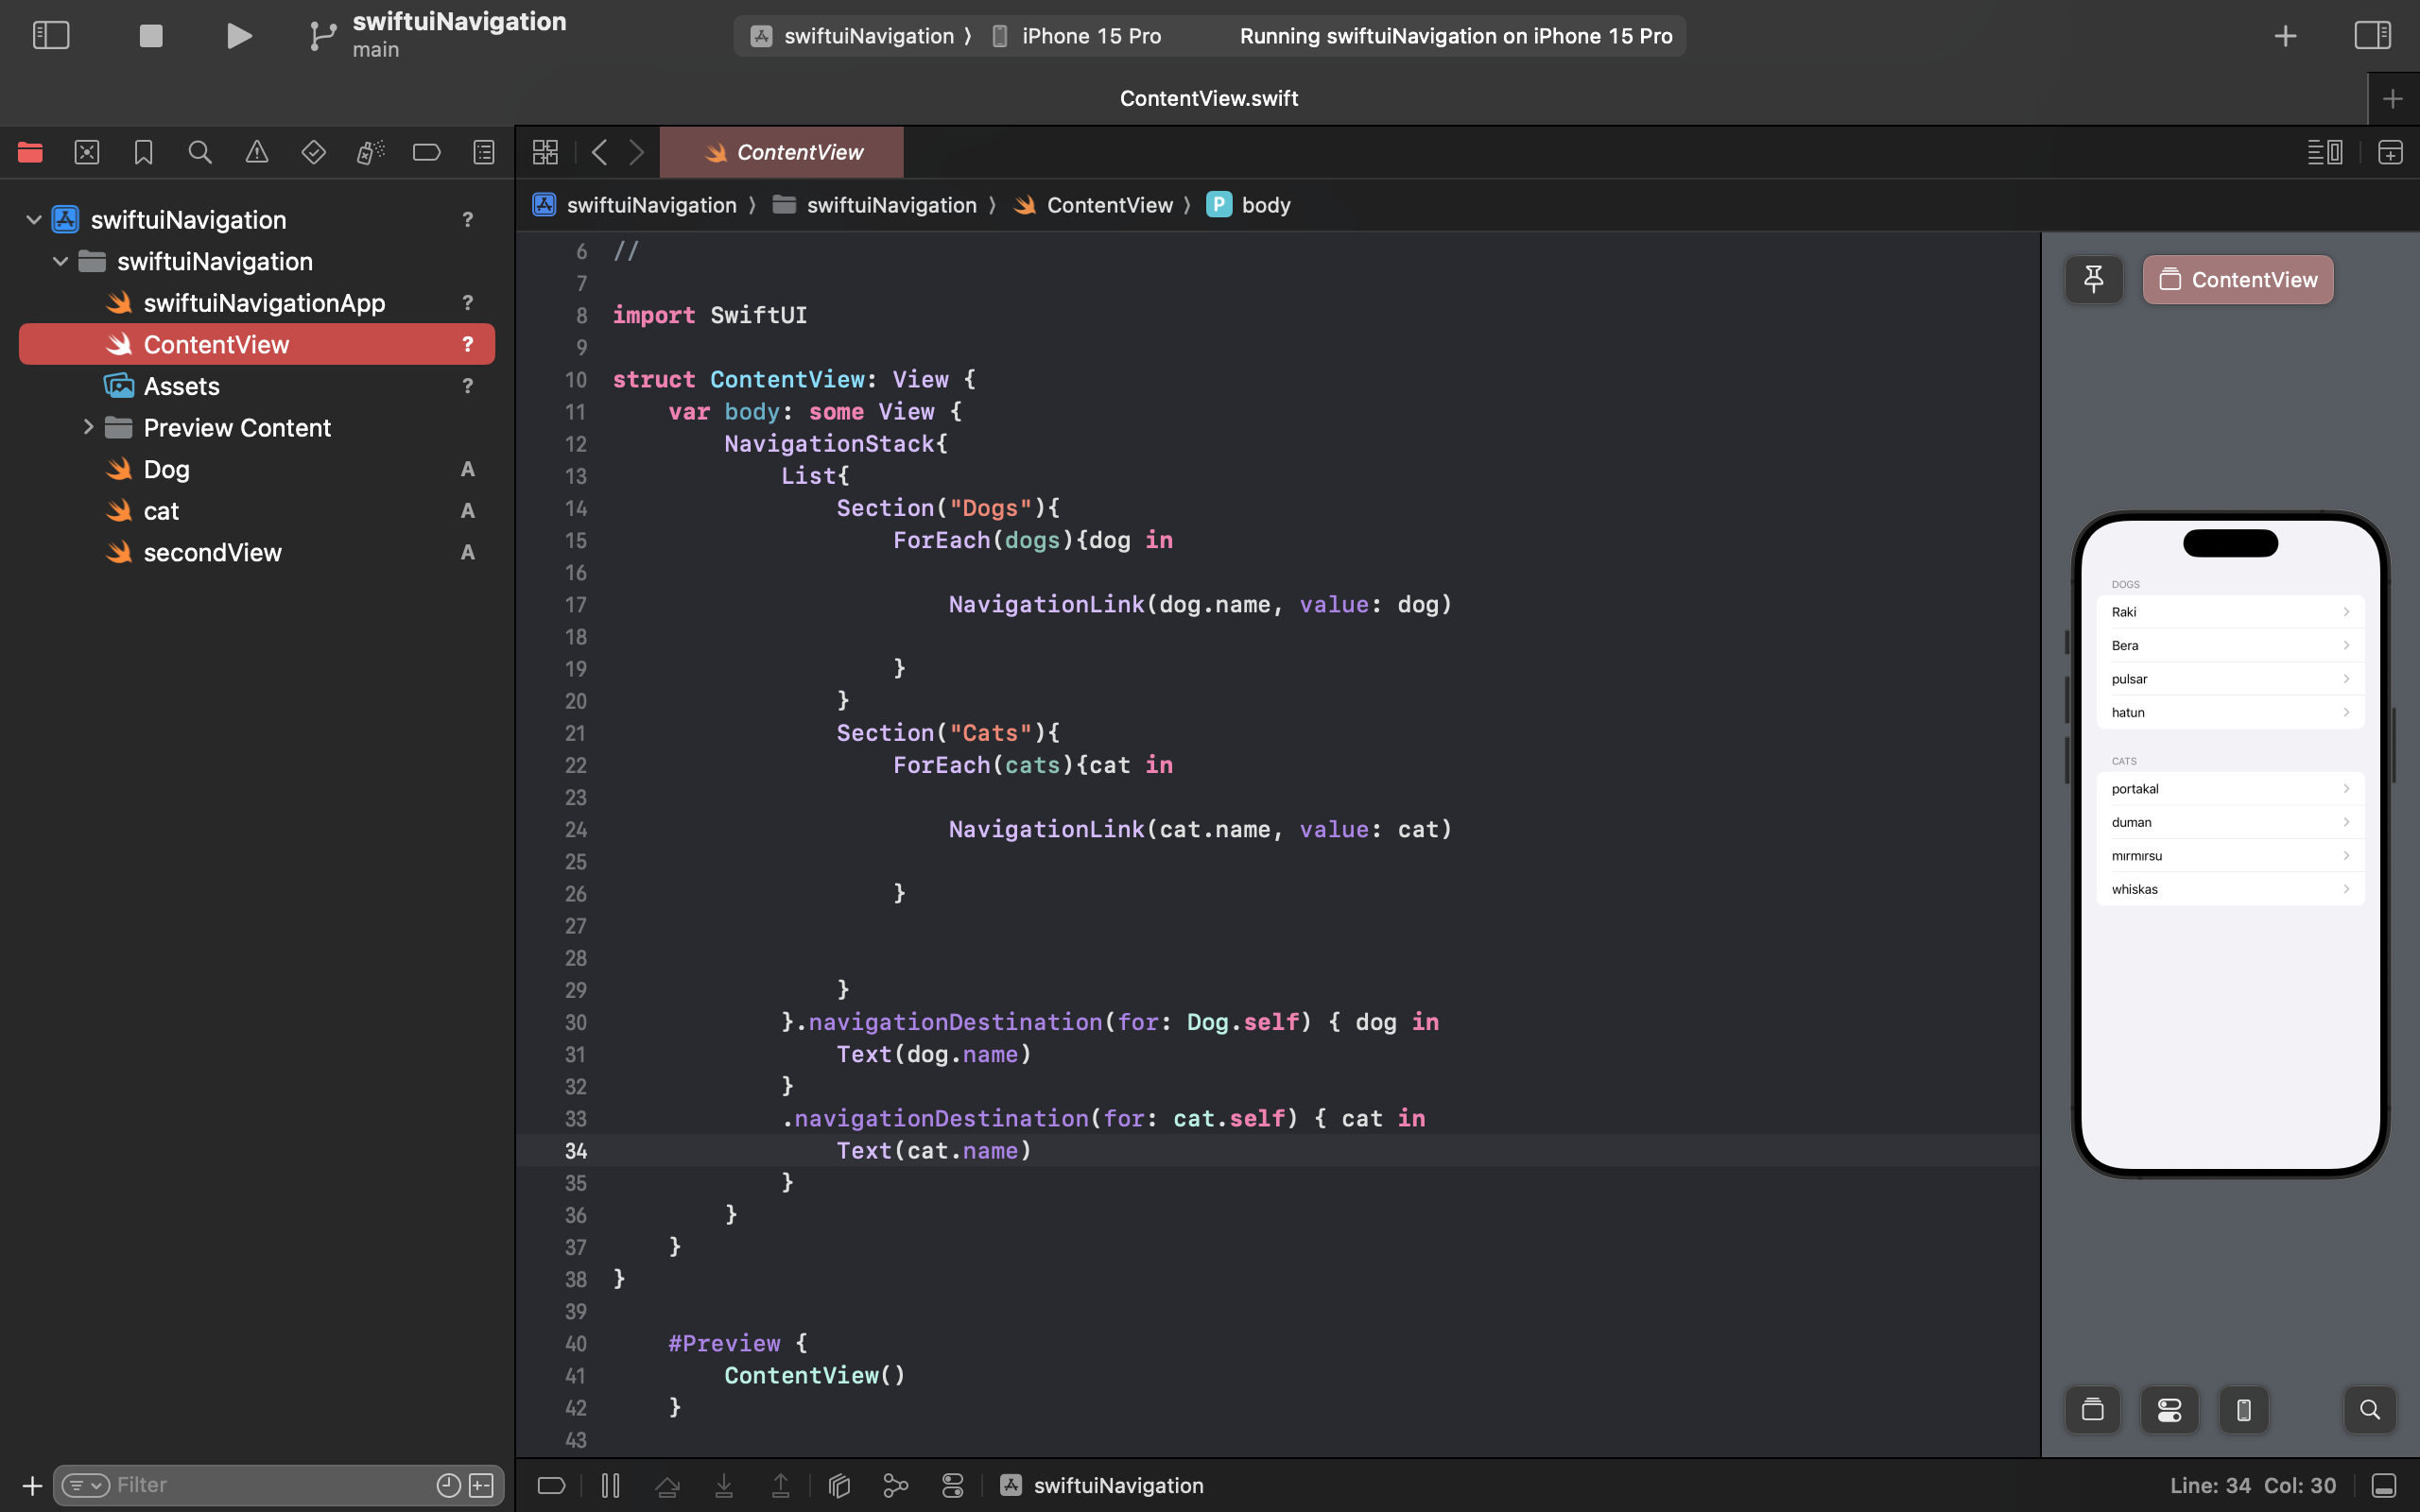 swiftuiNavigation
main
swiftuiNavigation ⟩ iPhone 15 Pro
Running swiftuiNavigation on iPhone 15 Pro
ContentView.swift
ContentView
swiftuiNavigation ?
swiftuiNavigation
swiftuiNavigationApp ?
ContentView ?
Assets ?
Preview Content
Dog A
cat A
secondView A
Filter
swiftuiNavigation ⟩ swiftuiNavigation ⟩ ContentView ⟩ P body
6 //
7
8 import SwiftUI
9
10 struct ContentView: View {
11 var body: some View {
12 NavigationStack{
13 List{
14 Section("Dogs"){
15 ForEach(dogs){dog in
16
17 NavigationLink(dog.name, value: dog)
18
19 }
20 }
21 Section("Cats"){
22 ForEach(cats){cat in
23
24 NavigationLink(cat.name, value: cat)
25
26 }
27
28
29 }
30 }.navigationDestination(for: Dog.self) { dog in
31 Text(dog.name)
32 }
33 .navigationDestination(for: cat.self) { cat in
34 Text(cat.name)
35 }
36 }
37 }
38 }
39
40 #Preview {
41 ContentView()
42 }
43
ContentView
DOGS
Raki
Bera
pulsar
hatun
CATS
portakal
duman
mırmırsu
whiskas
swiftuiNavigation
Line: 34 Col: 30